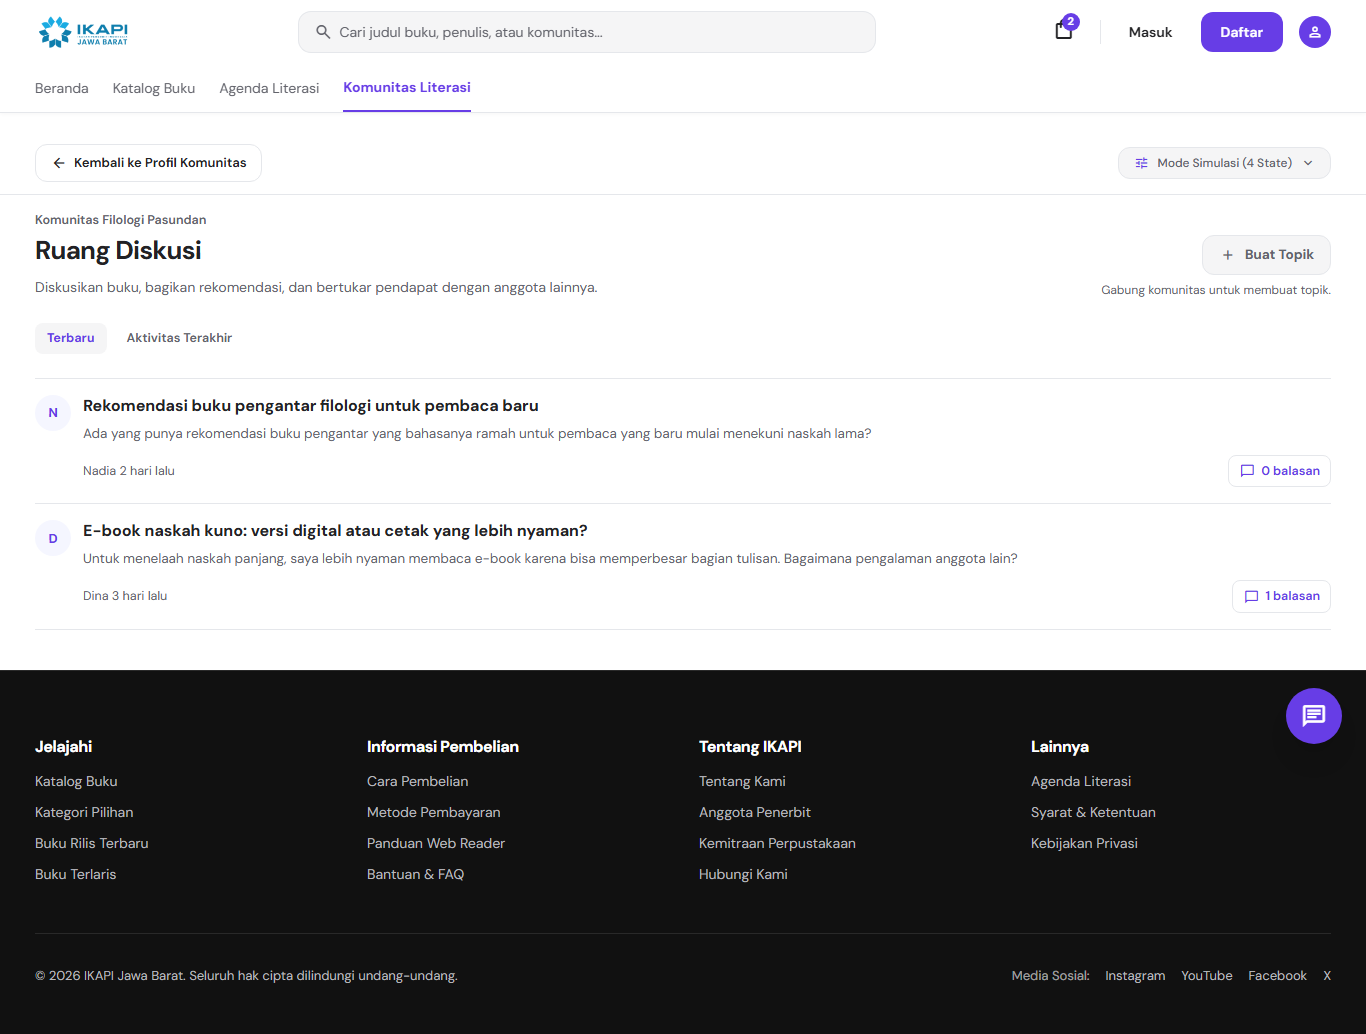 IKAPI
JAWA BARAT
Cari judul buku, penulis, atau komunitas...
2
Masuk
Daftar
Beranda
Katalog Buku
Agenda Literasi
Komunitas Literasi
Kembali ke Profil Komunitas
Mode Simulasi (4 State)
Komunitas Filologi Pasundan
Ruang Diskusi
Diskusikan buku, bagikan rekomendasi, dan bertukar pendapat dengan anggota lainnya.
+ Buat Topik
Gabung komunitas untuk membuat topik.
Terbaru
Aktivitas Terakhir
N
Rekomendasi buku pengantar filologi untuk pembaca baru
Ada yang punya rekomendasi buku pengantar yang bahasanya ramah untuk pembaca yang baru mulai menekuni naskah lama?
Nadia 2 hari lalu
0 balasan
D
E-book naskah kuno: versi digital atau cetak yang lebih nyaman?
Untuk menelaah naskah panjang, saya lebih nyaman membaca e-book karena bisa memperbesar bagian tulisan. Bagaimana pengalaman anggota lain?
Dina 3 hari lalu
1 balasan
Jelajahi
Katalog Buku
Kategori Pilihan
Buku Rilis Terbaru
Buku Terlaris
Informasi Pembelian
Cara Pembelian
Metode Pembayaran
Panduan Web Reader
Bantuan & FAQ
Tentang IKAPI
Tentang Kami
Anggota Penerbit
Kemitraan Perpustakaan
Hubungi Kami
Lainnya
Agenda Literasi
Syarat & Ketentuan
Kebijakan Privasi
© 2026 IKAPI Jawa Barat. Seluruh hak cipta dilindungi undang-undang.
Media Sosial:
Instagram
YouTube
Facebook
X